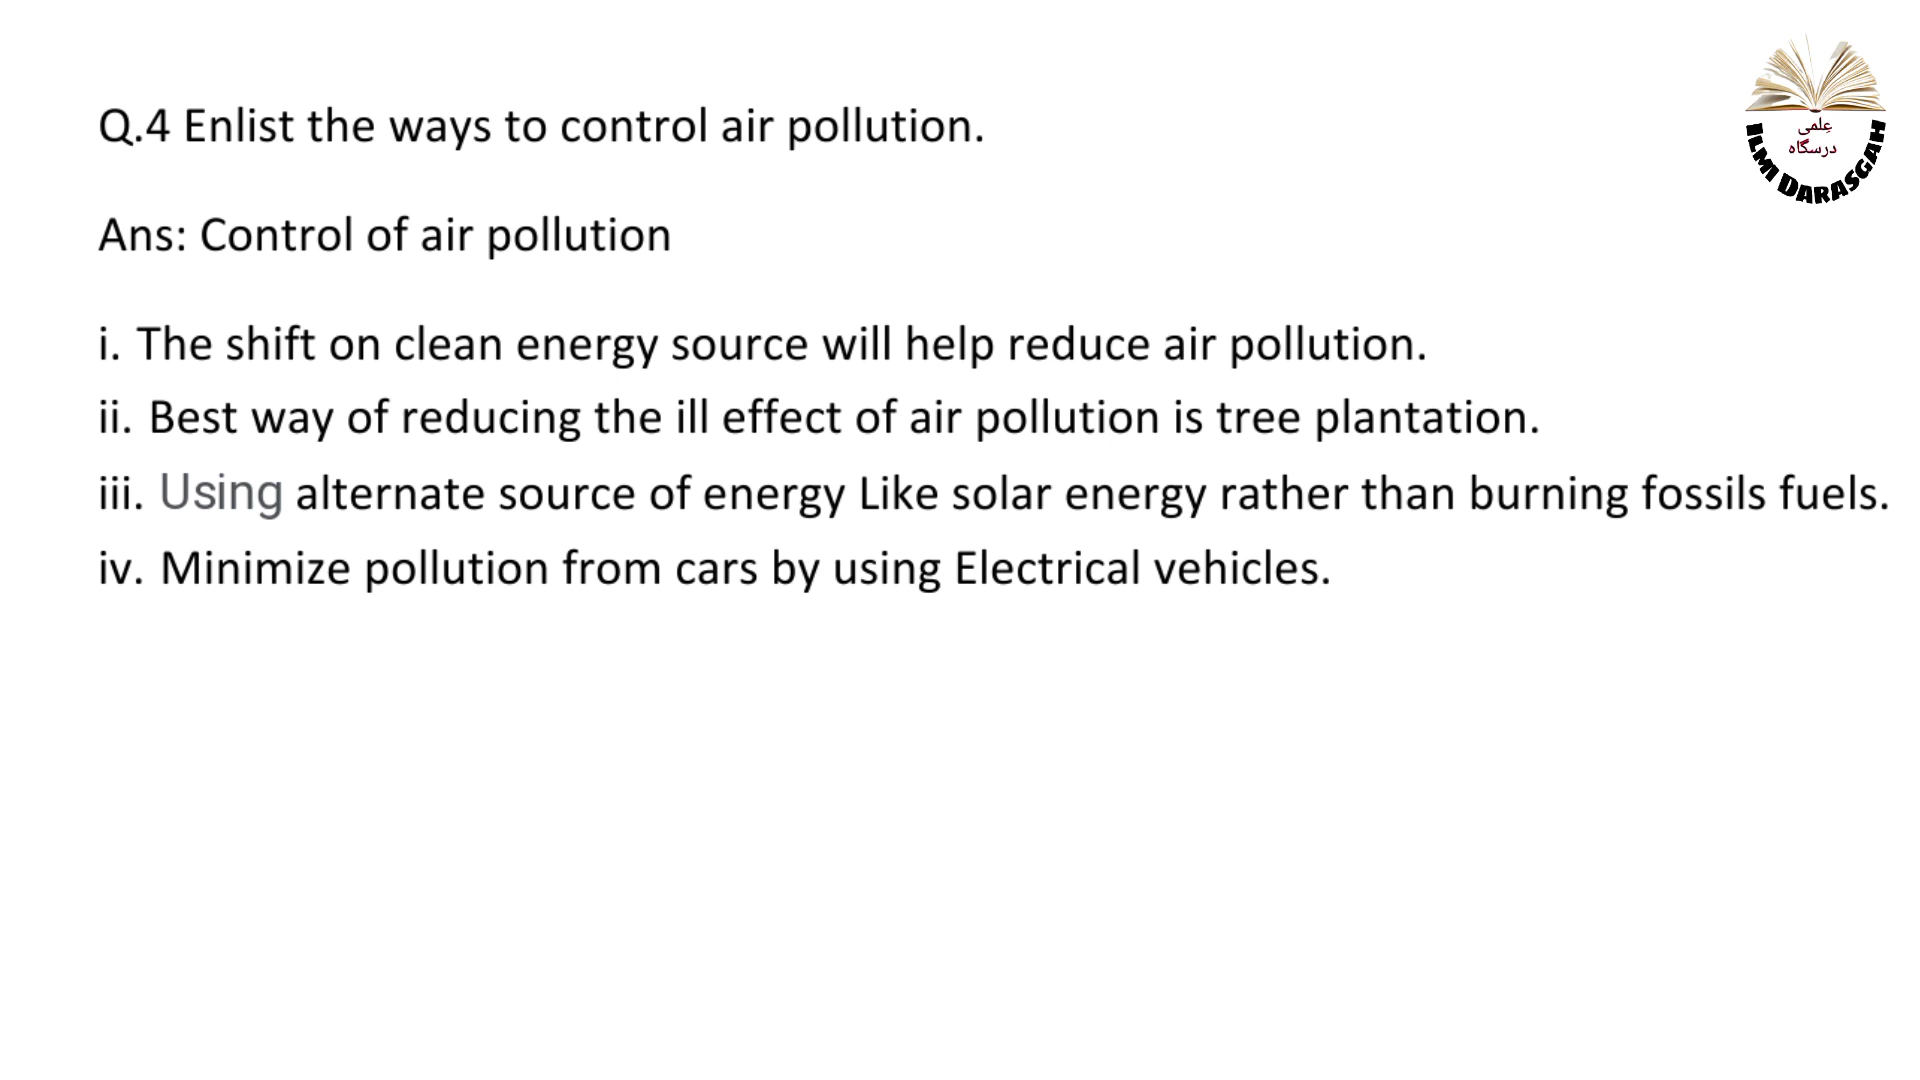 Q.4 Enlist the ways to control air pollution.
Ans: Control of air pollution
i. The shift on clean energy source will help reduce air pollution.
ii. Best way of reducing the ill effect of air pollution is tree plantation.
iii. Using alternate source of energy Like solar energy rather than burning fossils fuels.
iv. Minimize pollution from cars by using Electrical vehicles.
عِلمی
درسگاہ
ILMI DARASGAH